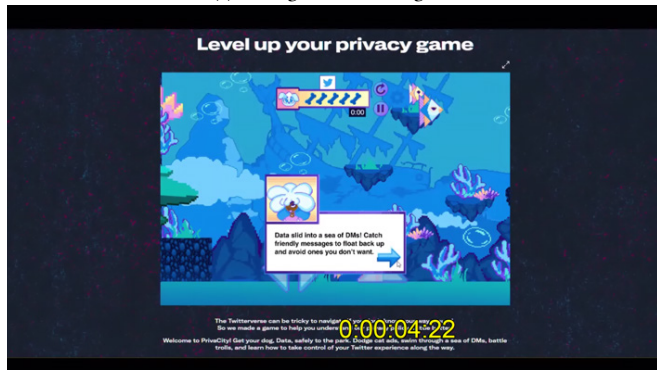 Level up your privacy game
0:00
Data slid into a sea of DMs! Catch
friendly messages to float back up
and avoid ones you don't want.
The Twitterverse can be tricky to navigate
So we made a game to help you
0:00:04:22
Welcome to PrivaCity! Get your dog, Data, safely to the park. Dodge cat ads, swim through a sea of DMs, battle
trolls, and learn how to take control of your Twitter experience along the way.